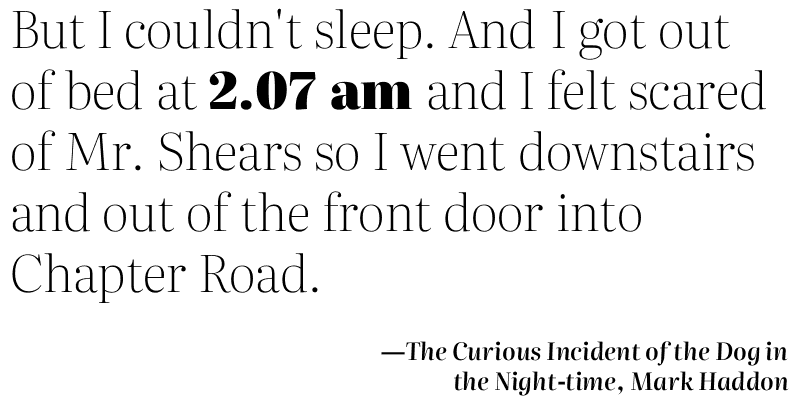 But I couldn't sleep. And I got out
of bed at 2.07 am and I felt scared
of Mr. Shears so I went downstairs
and out of the front door into
Chapter Road.
—The Curious Incident of the Dog in
the Night-time, Mark Haddon